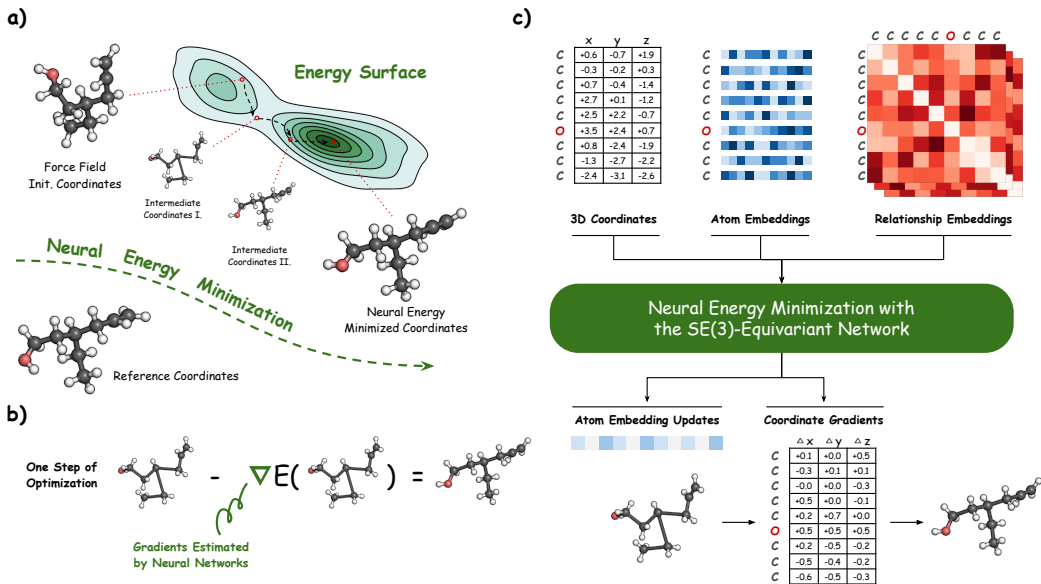 a)
Energy Surface
Force Field
Init. Coordinates
Intermediate
Coordinates I.
Intermediate
Coordinates II.
Neural Energy
Minimized Coordinates
Neural Energy Minimization
Reference Coordinates
b)
One Step of
Optimization
- ∇E( ) =
Gradients Estimated
by Neural Networks
c)
x y z
C +0.6 -0.7 +1.9
C -0.3 -0.2 +0.3
C +0.7 -0.4 -1.4
C +2.7 +0.1 -1.2
C +2.5 +2.2 -0.7
O +3.5 +2.4 +0.7
C +0.8 -2.4 -1.9
C -1.3 -2.7 -2.2
C -2.4 -3.1 -2.6
3D Coordinates
C
C
C
C
C
O
C
C
C
Atom Embeddings
C C C C C O C C C
C
C
C
C
C
O
C
C
C
Relationship Embeddings
Neural Energy Minimization with
the SE(3)-Equivariant Network
Atom Embedding Updates
Coordinate Gradients
△ x △ y △ z
C +0.1 +0.0 +0.5
C -0.3 +0.1 +0.1
C -0.0 +0.0 -0.3
C +0.5 +0.0 -0.1
C +0.2 +0.7 +0.0
O +0.5 +0.5 +0.5
C +0.2 -0.5 -0.2
C -0.5 -0.4 -0.2
C -0.6 -0.5 -0.3